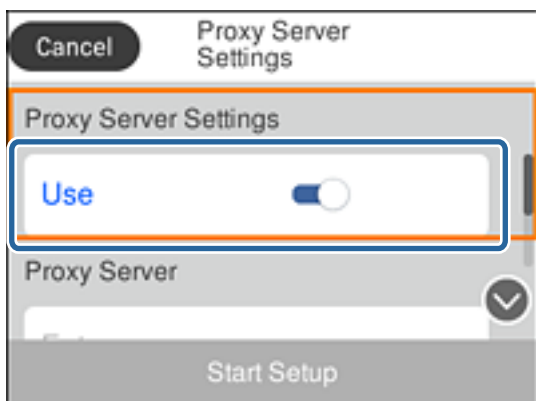 Cancel
Proxy Server
Settings
Proxy Server Settings
Use
Proxy Server
Start Setup